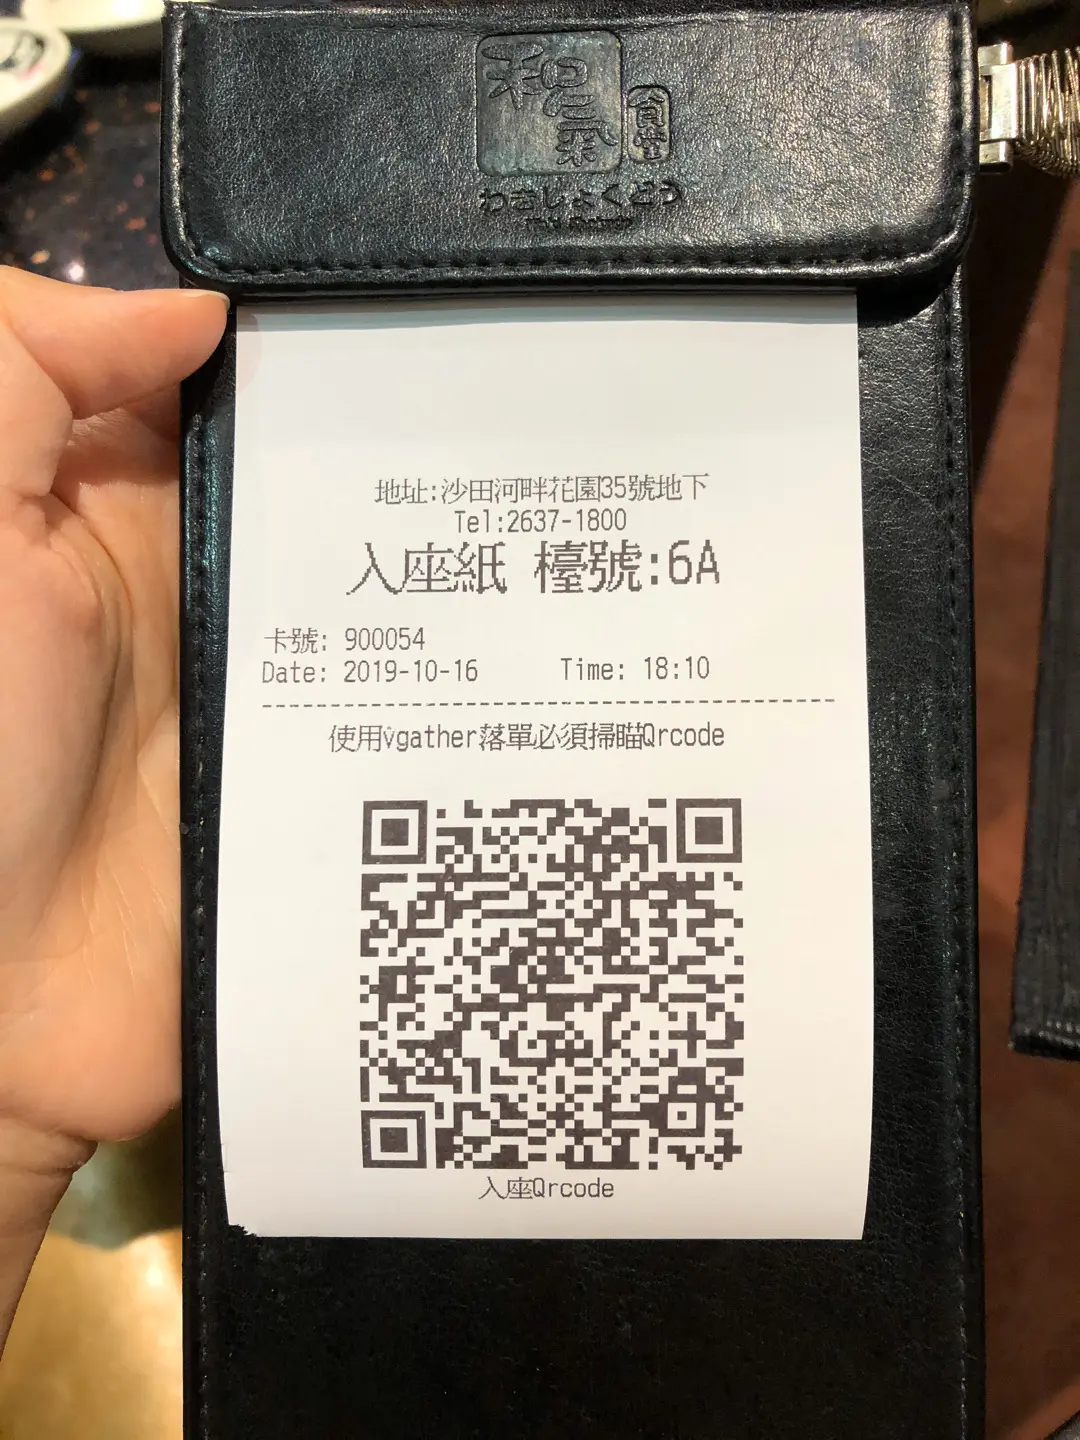 和気
食堂
わきしょくどう
地址:沙田河畔花園35號地下
Tel:2637-1800
入座紙 檯號:6A
卡號: 900054
Date: 2019-10-16 Time: 18:10
使用vgather落單必須掃瞄Qrcode
入座Qrcode